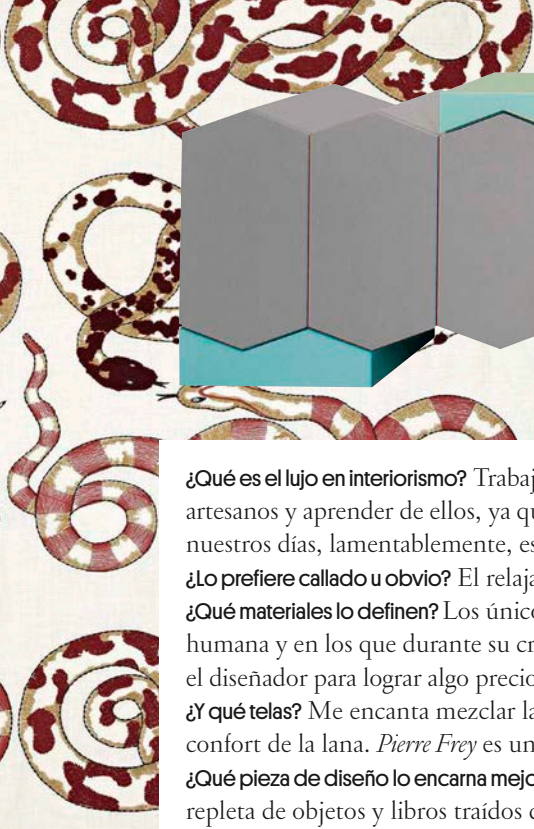 ¿Qué es el lujo en interiorismo? Trabaj
artesanos y aprender de ellos, ya qu
nuestros días, lamentablemente, es
¿Lo prefiere callado u obvio? El relaja
¿Qué materiales lo definen? Los único
humana y en los que durante su cr
el diseñador para lograr algo precio
¿Y qué telas? Me encanta mezclar la
confort de la lana. Pierre Frey es un
¿Qué pieza de diseño lo encarna mejo
repleta de objetos y libros traídos d